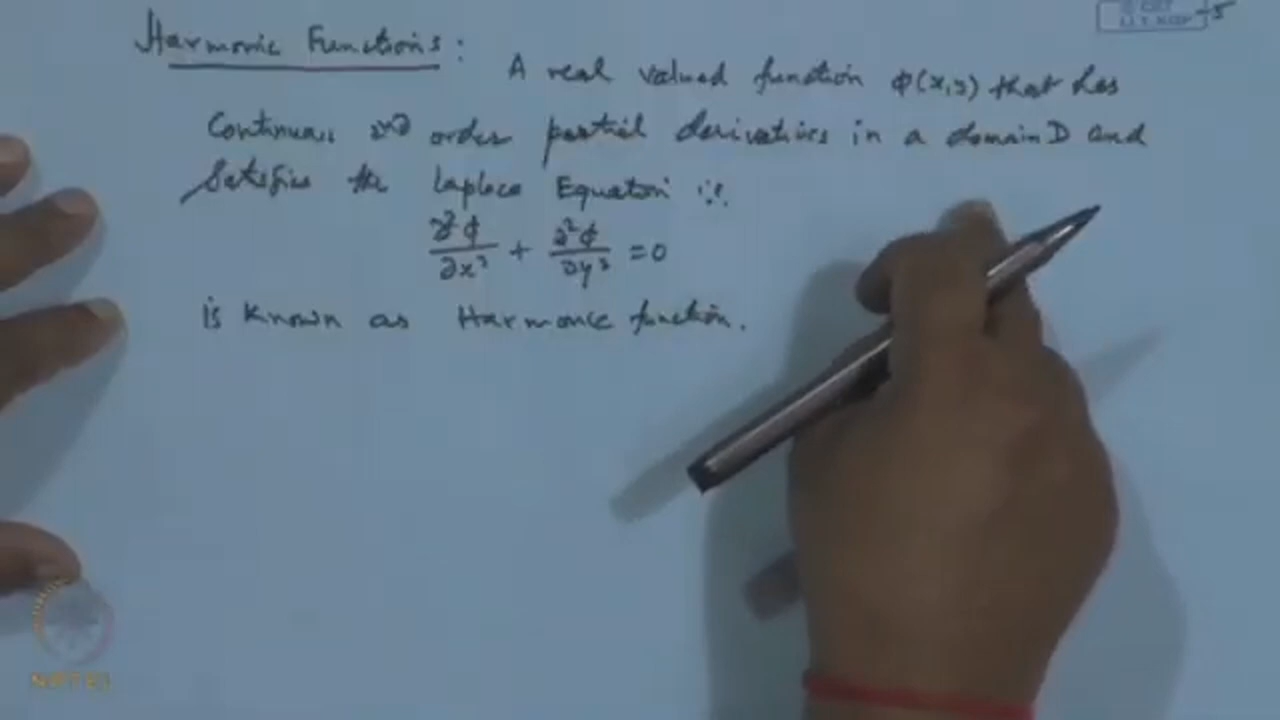 Harmonic Functions:
A real valued function φ(x,y) that has
Continuous 2nd order partial derivatives in a domain D and
Satisfies the Laplace Equation i.e.
∂²φ/∂x² + ∂²φ/∂y² = 0
is known as Harmonic function.
NPTEL